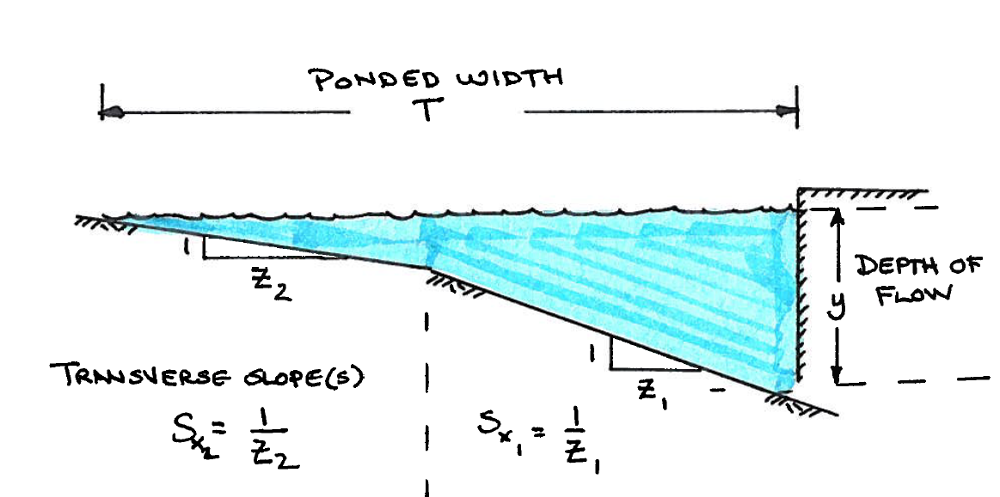 PONDED WIDTH
T
1
Z2
DEPTH OF
FLOW
y
1
Z1
TRANSVERSE SLOPE(S)
Sx2 = 1/Z2
Sx1 = 1/Z1